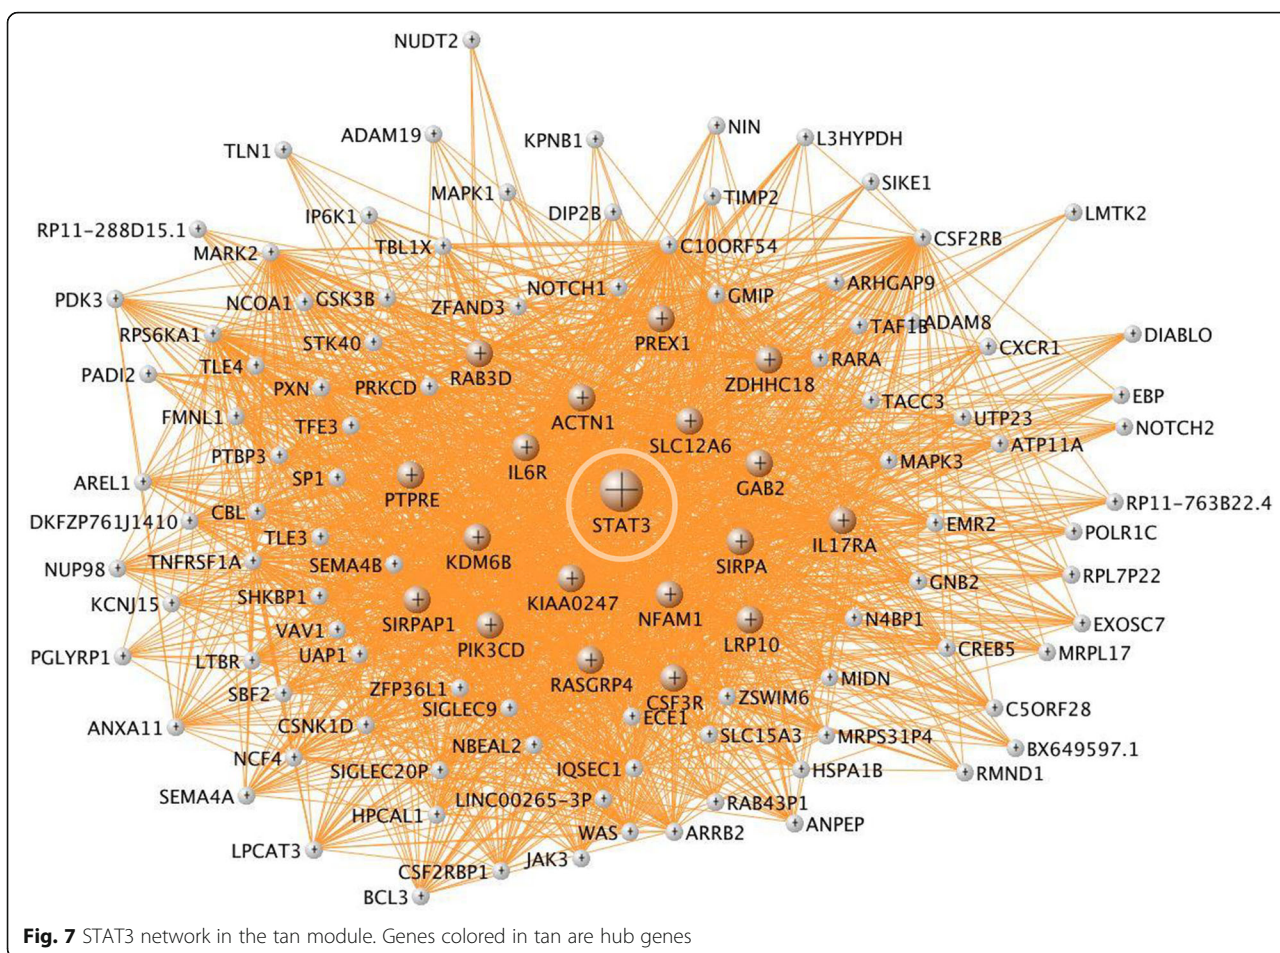 NUDT2
ADAM19
KPNB1
NIN
L3HYPDH
TLN1
MAPK1
TIMP2
SIKE1
IP6K1
DIP2B
LMTK2
RP11-288D15.1
MARK2
TBL1X
C10ORF54
CSF2RB
PDK3
NCOA1
GSK3B
ZFAND3
NOTCH1
GMIP
ARHGAP9
RPS6KA1
STK40
PREX1
TAF1B
ADAM8
CXCR1
DIABLO
PADI2
TLE4
PXN
PRKCD
RAB3D
ZDHHC18
RARA
FMNL1
TFE3
ACTN1
SLC12A6
TACC3
UTP23
EBP
NOTCH2
PTBP3
IL6R
ATP11A
AREL1
SP1
PTPRE
GAB2
MAPK3
DKFZP761J1410
CBL
STAT3
RP11-763B22.4
TLE3
KDM6B
SIRPA
IL17RA
EMR2
POLR1C
NUP98
TNFRSF1A
SEMA4B
GNB2
RPL7P22
KCNJ15
SHKBP1
SIRPAP1
KIAA0247
NFAM1
LRP10
N4BP1
EXOSC7
PGLYRP1
VAV1
LTBR
UAP1
PIK3CD
CREB5
MRPL17
SBF2
ZFP36L1
RASGRP4
CSF3R
MIDN
ANXA11
CSNK1D
SIGLEC9
ECE1
ZSWIM6
C5ORF28
NCF4
NBEAL2
SLC15A3
MRPS31P4
BX649597.1
SIGLEC20P
IQSEC1
HSPA1B
RMND1
SEMA4A
HPCAL1
LINC00265-3P
RAB43P1
LPCAT3
WAS
ARRB2
ANPEP
CSF2RBP1
JAK3
BCL3
Fig. 7 STAT3 network in the tan module. Genes colored in tan are hub genes